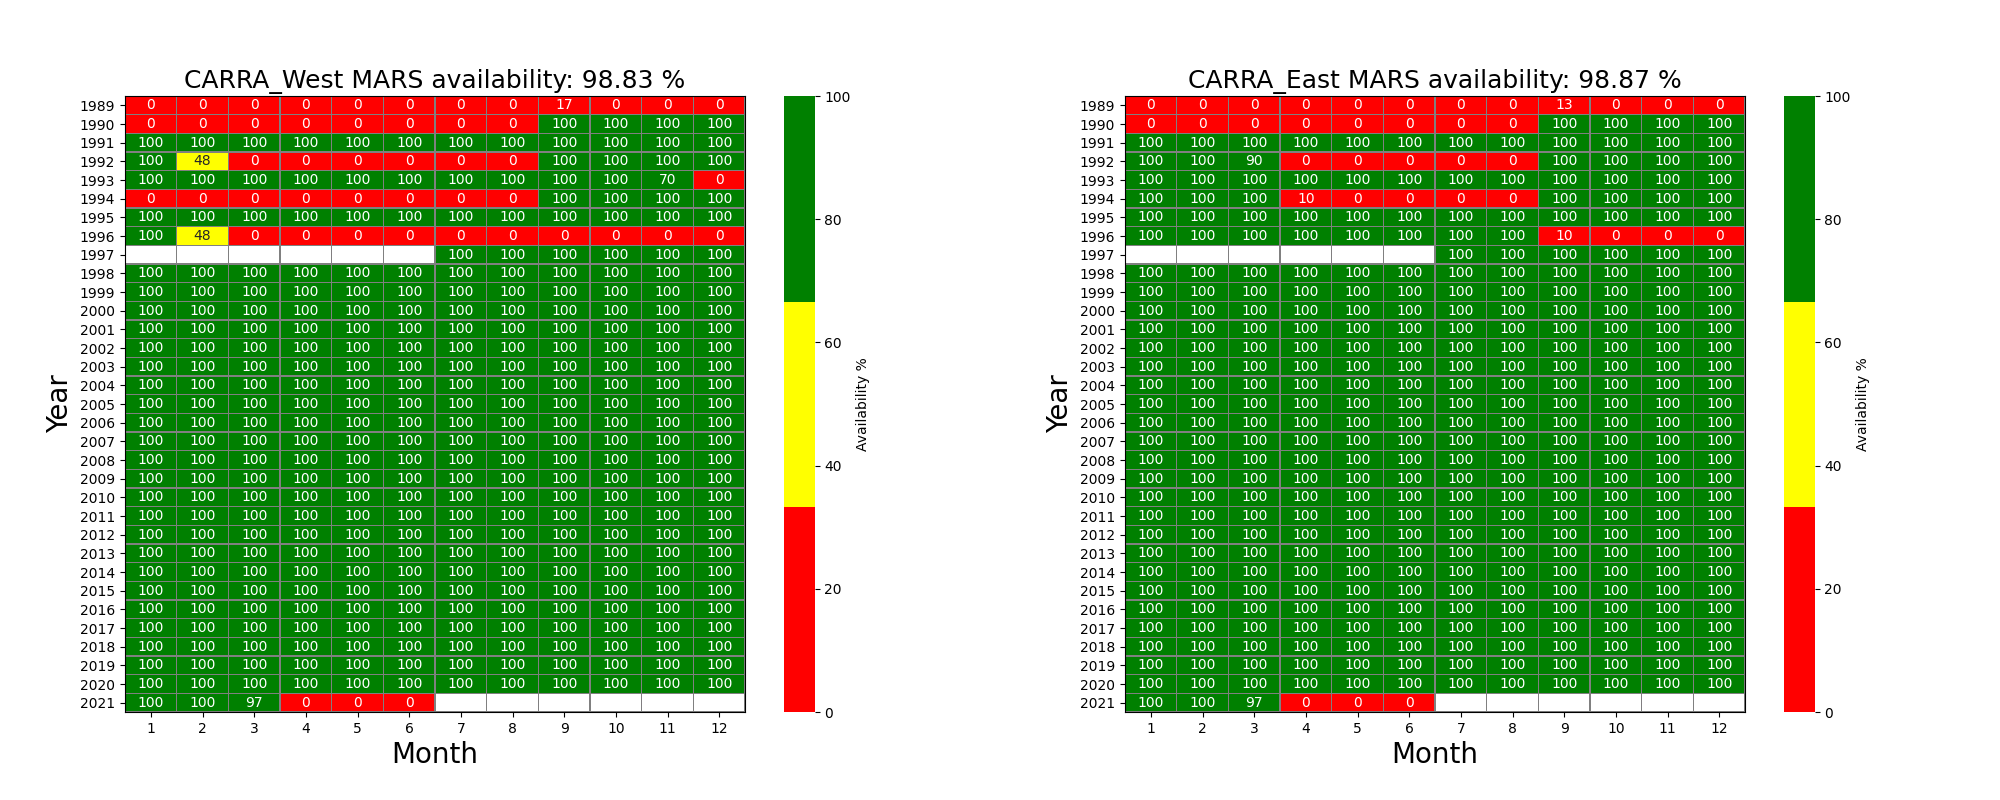 CARRA_West MARS availability: 98.83 %
Year
1989 0 0 0 0 0 0 0 0 17 0 0 0
1990 0 0 0 0 0 0 0 0 100 100 100 100
1991 100 100 100 100 100 100 100 100 100 100 100 100
1992 100 48 0 0 0 0 0 0 100 100 100 100
1993 100 100 100 100 100 100 100 100 100 100 70 0
1994 0 0 0 0 0 0 0 0 100 100 100 100
1995 100 100 100 100 100 100 100 100 100 100 100 100
1996 100 48 0 0 0 0 0 0 0 0 0 0
1997 100 100 100 100 100 100
1998 100 100 100 100 100 100 100 100 100 100 100 100
1999 100 100 100 100 100 100 100 100 100 100 100 100
2000 100 100 100 100 100 100 100 100 100 100 100 100
2001 100 100 100 100 100 100 100 100 100 100 100 100
2002 100 100 100 100 100 100 100 100 100 100 100 100
2003 100 100 100 100 100 100 100 100 100 100 100 100
2004 100 100 100 100 100 100 100 100 100 100 100 100
2005 100 100 100 100 100 100 100 100 100 100 100 100
2006 100 100 100 100 100 100 100 100 100 100 100 100
2007 100 100 100 100 100 100 100 100 100 100 100 100
2008 100 100 100 100 100 100 100 100 100 100 100 100
2009 100 100 100 100 100 100 100 100 100 100 100 100
2010 100 100 100 100 100 100 100 100 100 100 100 100
2011 100 100 100 100 100 100 100 100 100 100 100 100
2012 100 100 100 100 100 100 100 100 100 100 100 100
2013 100 100 100 100 100 100 100 100 100 100 100 100
2014 100 100 100 100 100 100 100 100 100 100 100 100
2015 100 100 100 100 100 100 100 100 100 100 100 100
2016 100 100 100 100 100 100 100 100 100 100 100 100
2017 100 100 100 100 100 100 100 100 100 100 100 100
2018 100 100 100 100 100 100 100 100 100 100 100 100
2019 100 100 100 100 100 100 100 100 100 100 100 100
2020 100 100 100 100 100 100 100 100 100 100 100 100
2021 100 100 97 0 0 0
1 2 3 4 5 6 7 8 9 10 11 12
Month
100
80
60
40
20
0
Availability %
CARRA_East MARS availability: 98.87 %
Year
1989 0 0 0 0 0 0 0 0 13 0 0 0
1990 0 0 0 0 0 0 0 0 100 100 100 100
1991 100 100 100 100 100 100 100 100 100 100 100 100
1992 100 100 90 0 0 0 0 0 100 100 100 100
1993 100 100 100 100 100 100 100 100 100 100 100 100
1994 100 100 100 10 0 0 0 0 100 100 100 100
1995 100 100 100 100 100 100 100 100 100 100 100 100
1996 100 100 100 100 100 100 100 100 10 0 0 0
1997 100 100 100 100 100 100
1998 100 100 100 100 100 100 100 100 100 100 100 100
1999 100 100 100 100 100 100 100 100 100 100 100 100
2000 100 100 100 100 100 100 100 100 100 100 100 100
2001 100 100 100 100 100 100 100 100 100 100 100 100
2002 100 100 100 100 100 100 100 100 100 100 100 100
2003 100 100 100 100 100 100 100 100 100 100 100 100
2004 100 100 100 100 100 100 100 100 100 100 100 100
2005 100 100 100 100 100 100 100 100 100 100 100 100
2006 100 100 100 100 100 100 100 100 100 100 100 100
2007 100 100 100 100 100 100 100 100 100 100 100 100
2008 100 100 100 100 100 100 100 100 100 100 100 100
2009 100 100 100 100 100 100 100 100 100 100 100 100
2010 100 100 100 100 100 100 100 100 100 100 100 100
2011 100 100 100 100 100 100 100 100 100 100 100 100
2012 100 100 100 100 100 100 100 100 100 100 100 100
2013 100 100 100 100 100 100 100 100 100 100 100 100
2014 100 100 100 100 100 100 100 100 100 100 100 100
2015 100 100 100 100 100 100 100 100 100 100 100 100
2016 100 100 100 100 100 100 100 100 100 100 100 100
2017 100 100 100 100 100 100 100 100 100 100 100 100
2018 100 100 100 100 100 100 100 100 100 100 100 100
2019 100 100 100 100 100 100 100 100 100 100 100 100
2020 100 100 100 100 100 100 100 100 100 100 100 100
2021 100 100 97 0 0 0
1 2 3 4 5 6 7 8 9 10 11 12
Month
100
80
60
40
20
0
Availability %